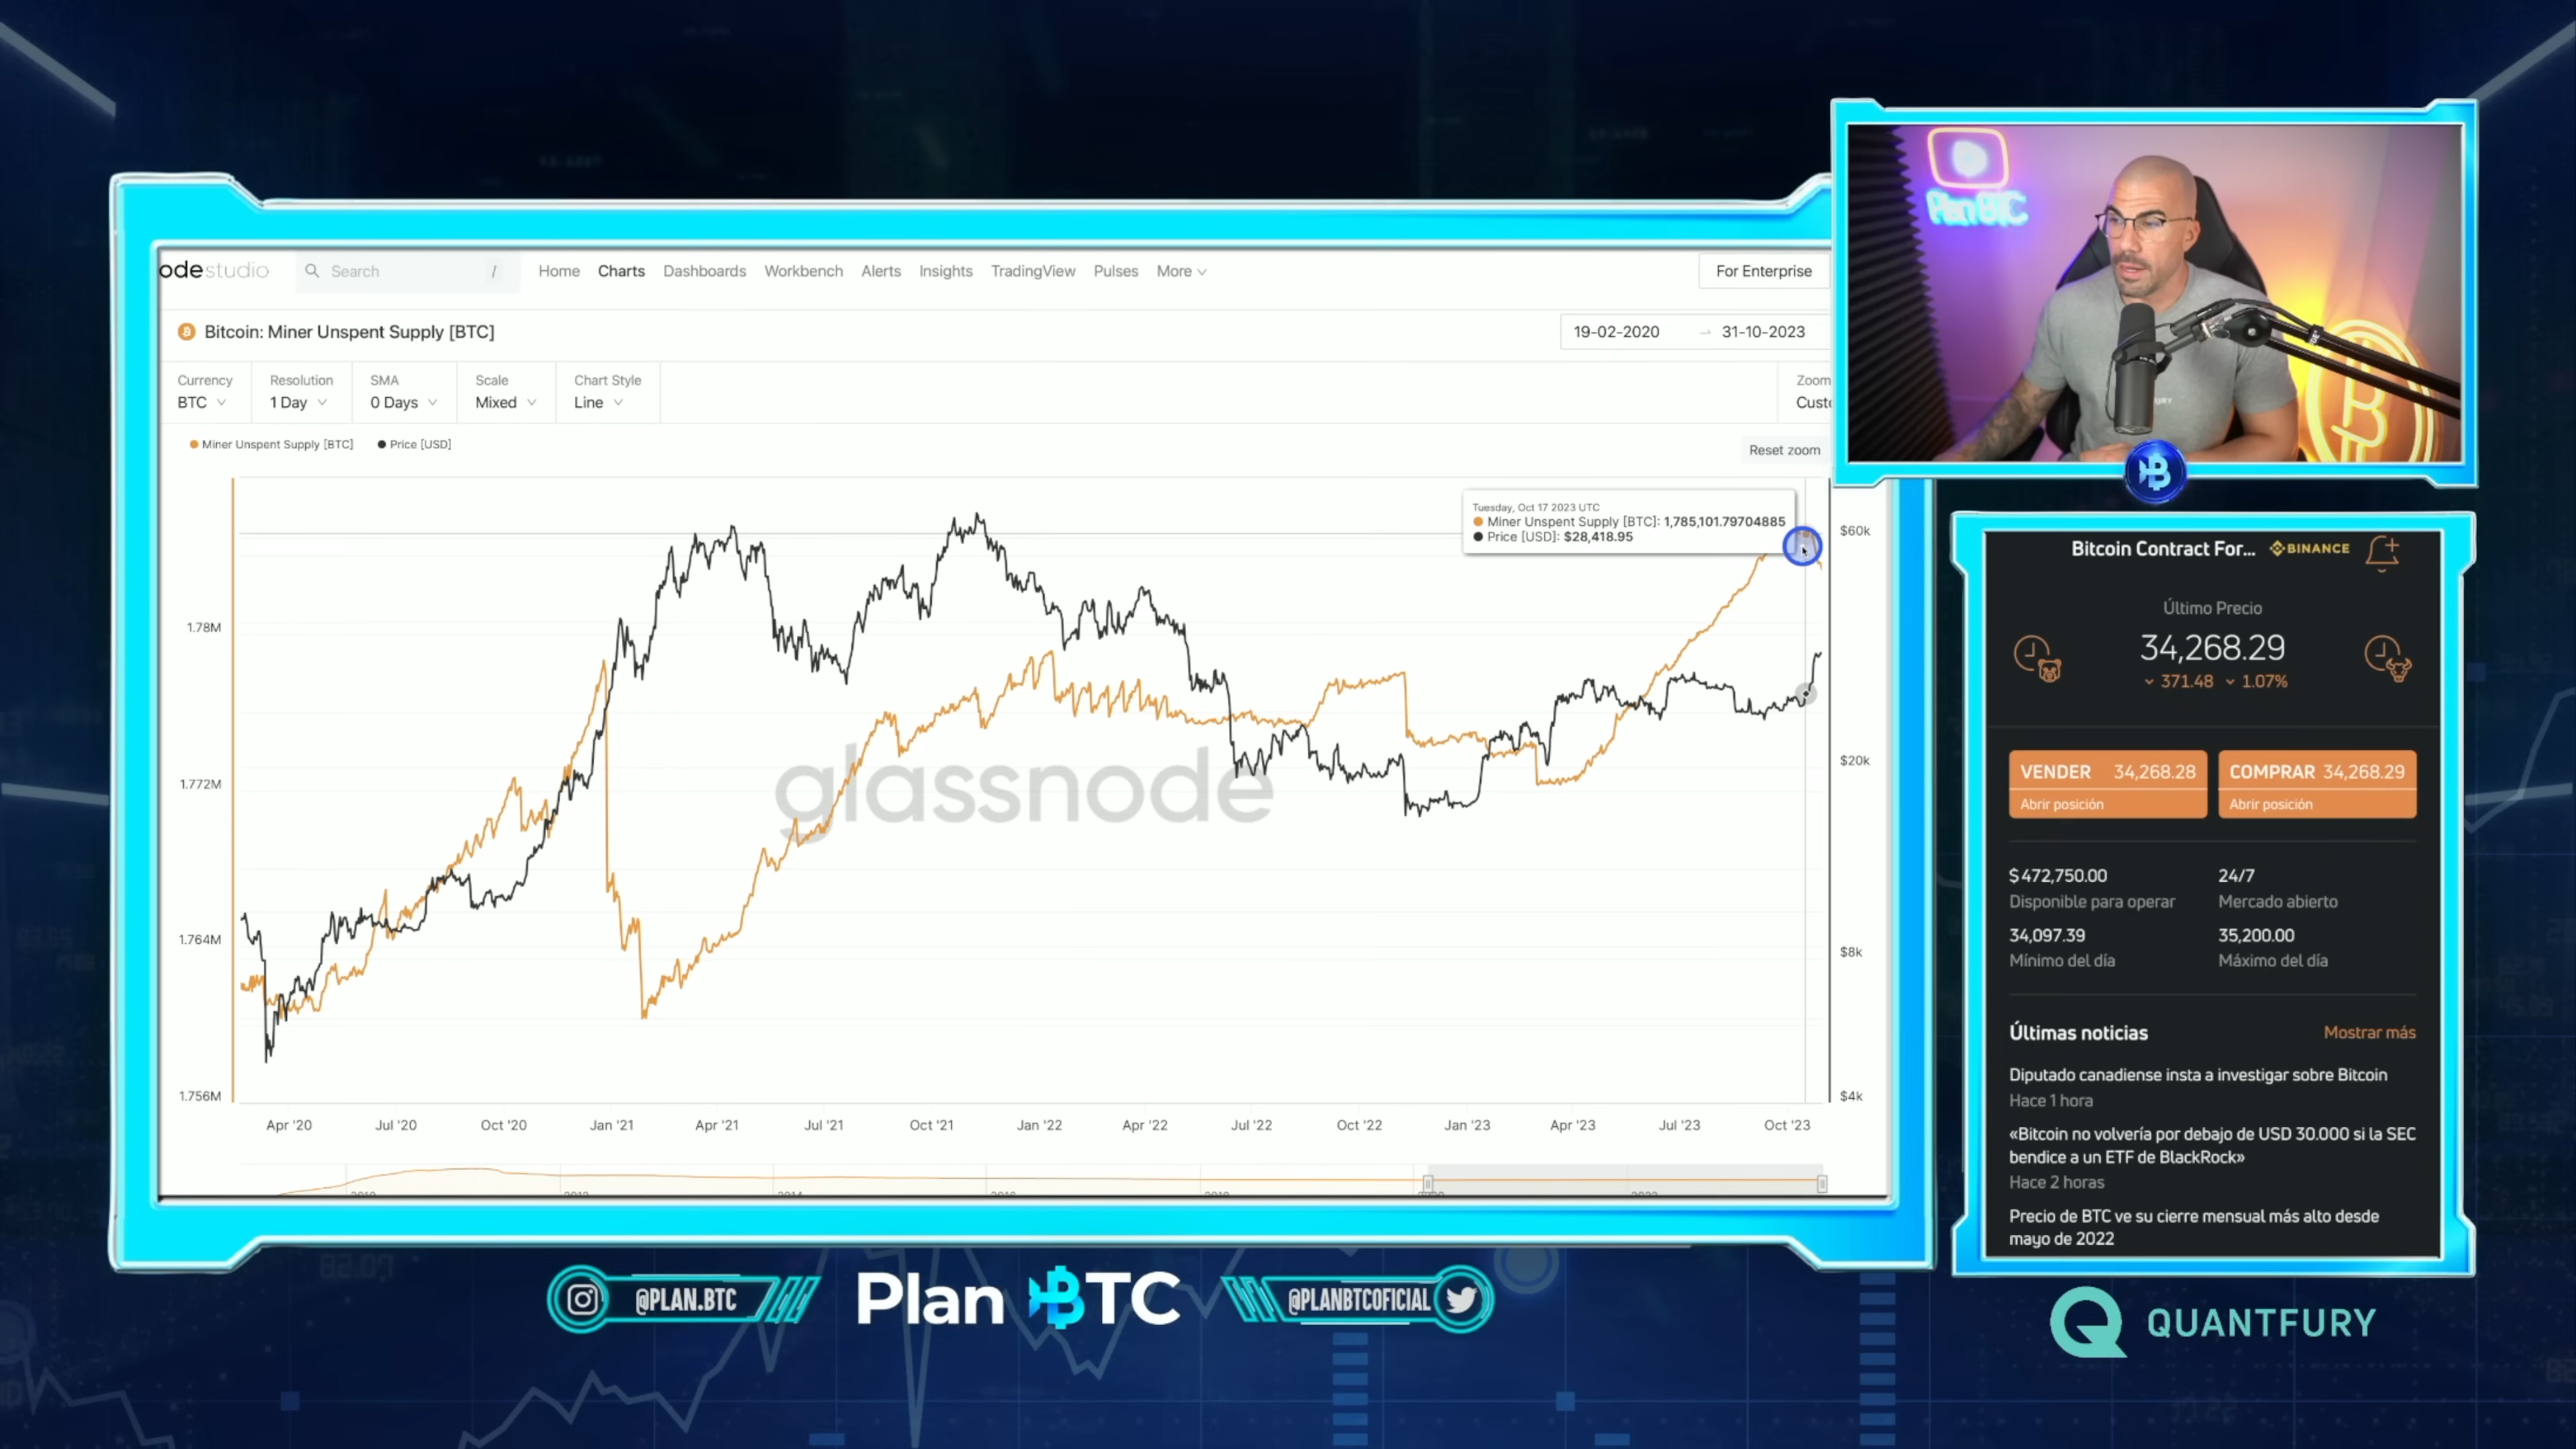 odestudio
Search /
Home Charts Dashboards Workbench Alerts Insights TradingView Pulses More
For Enterprise
Bitcoin: Miner Unspent Supply [BTC]
19-02-2020 → 31-10-2023
Currency Resolution SMA Scale Chart Style Zoom
BTC 1 Day 0 Days Mixed Line
Miner Unspent Supply [BTC] Price [USD]
Reset zoom
Tuesday, Oct 17 2023 UTC
Miner Unspent Supply [BTC]: 1,785,101.79704885
Price [USD]: $28,418.95
$60k
1.78M
$20k
1.772M
glassnode
1.764M
$8k
1.756M
$4k
Apr '20 Jul '20 Oct '20 Jan '21 Apr '21 Jul '21 Oct '21 Jan '22 Apr '22 Jul '22 Oct '22 Jan '23 Apr '23 Jul '23 Oct '23
Plan BTC
Bitcoin Contract For... BINANCE
Último Precio
34,268.29
371.48 1.07%
VENDER 34,268.28
Abrir posición
COMPRAR 34,268.29
Abrir posición
$472,750.00
Disponible para operar
24/7
Mercado abierto
34,097.39
Mínimo del día
35,200.00
Máximo del día
Últimas noticias Mostrar más
Diputado canadiense insta a investigar sobre Bitcoin
Hace 1 hora
«Bitcoin no volvería por debajo de USD 30.000 si la SEC
bendice a un ETF de BlackRock»
Hace 2 horas
Precio de BTC ve su cierre mensual más alto desde
mayo de 2022
@PLAN.BTC
Plan BTC
@PLANBTCOFICIAL
QUANTFURY